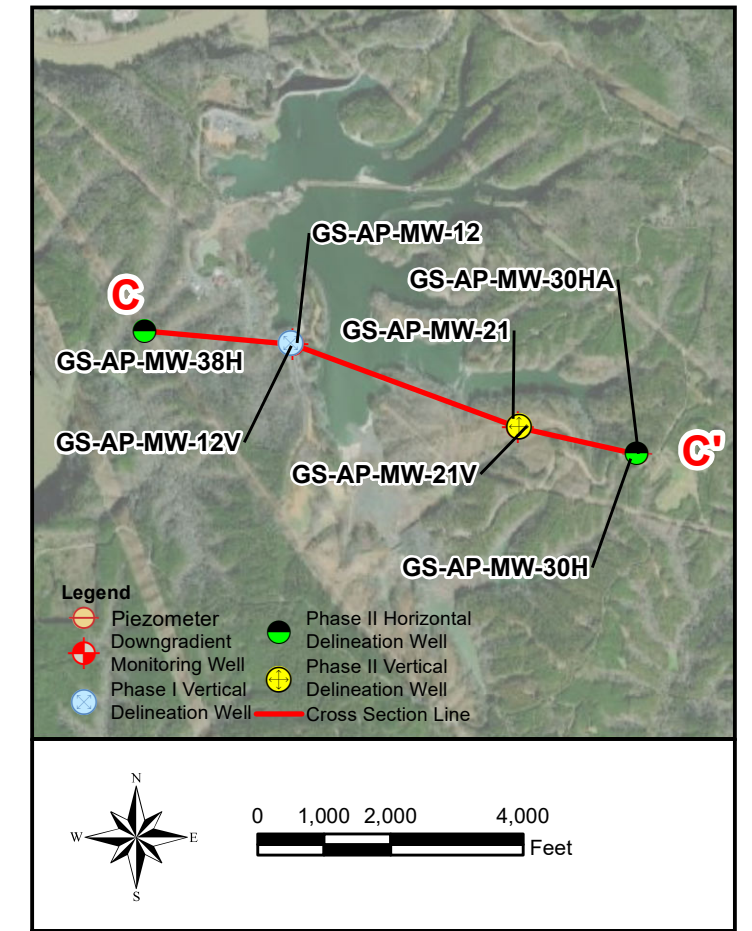 GS-AP-MW-12
GS-AP-MW-30HA
C
GS-AP-MW-21
GS-AP-MW-38H
GS-AP-MW-12V
C'
GS-AP-MW-21V
GS-AP-MW-30H
Legend
Piezometer
Downgradient
Monitoring Well
Phase I Vertical
Delineation Well
Phase II Horizontal
Delineation Well
Phase II Vertical
Delineation Well
Cross Section Line
N
W
E
S
0 1,000 2,000 4,000
Feet